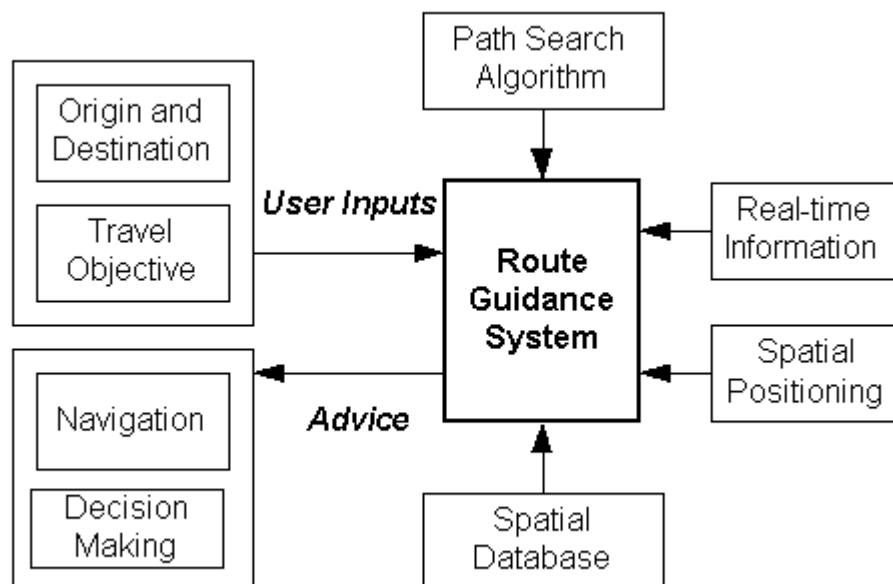 Path Search
Algorithm
Origin and
Destination
Travel
Objective
User Inputs
Route
Guidance
System
Real-time
Information
Spatial
Positioning
Navigation
Decision
Making
Advice
Spatial
Database